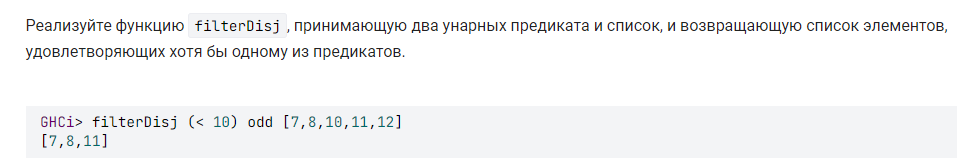 Реализуйте функцию filterDisj, принимающую два унарных предиката и список, и возвращающую список элементов,
удовлетворяющих хотя бы одному из предикатов.
GHCi> filterDisj (< 10) odd [7,8,10,11,12]
[7,8,11]